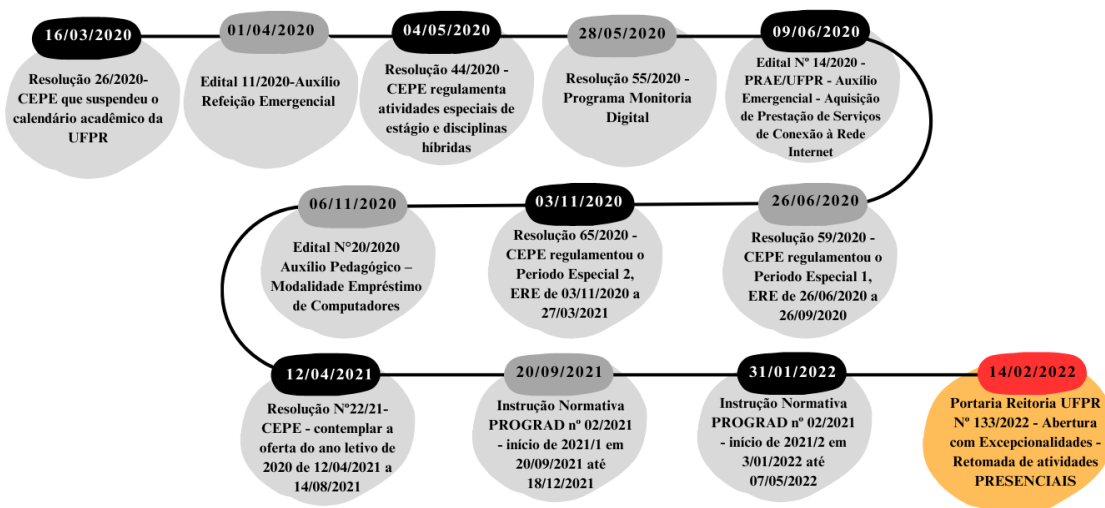 16/03/2020
Resolução 26/2020-
CEPE que suspendeu o
calendário acadêmico da
UFPR
01/04/2020
Edital 11/2020-Auxílio
Refeição Emergencial
04/05/2020
Resolução 44/2020 -
CEPE regulamenta
atividades especiais de
estágio e disciplinas
híbridas
28/05/2020
Resolução 55/2020 -
Programa Monitoria
Digital
09/06/2020
Edital Nº 14/2020 -
PRAE/UFPR - Auxílio
Emergencial - Aquisição
de Prestação de Serviços
de Conexão à Rede
Internet
26/06/2020
Resolução 59/2020 -
CEPE regulamentou o
Periodo Especial 1,
ERE de 26/06/2020 a
26/09/2020
03/11/2020
Resolução 65/2020 -
CEPE regulamentou o
Periodo Especial 2,
ERE de 03/11/2020 a
27/03/2021
06/11/2020
Edital N°20/2020
Auxílio Pedagógico –
Modalidade Empréstimo
de Computadores
12/04/2021
Resolução Nº22/21-
CEPE - contemplar a
oferta do ano letivo de
2020 de 12/04/2021 a
14/08/2021
20/09/2021
Instrução Normativa
PROGRAD nº 02/2021
- início de 2021/1 em
20/09/2021 até
18/12/2021
31/01/2022
Instrução Normativa
PROGRAD nº 02/2021
- início de 2021/2 em
3/01/2022 até
07/05/2022
14/02/2022
Portaria Reitoria UFPR
Nº 133/2022 - Abertura
com Excepcionalidades -
Retomada de atividades
PRESENCIAIS